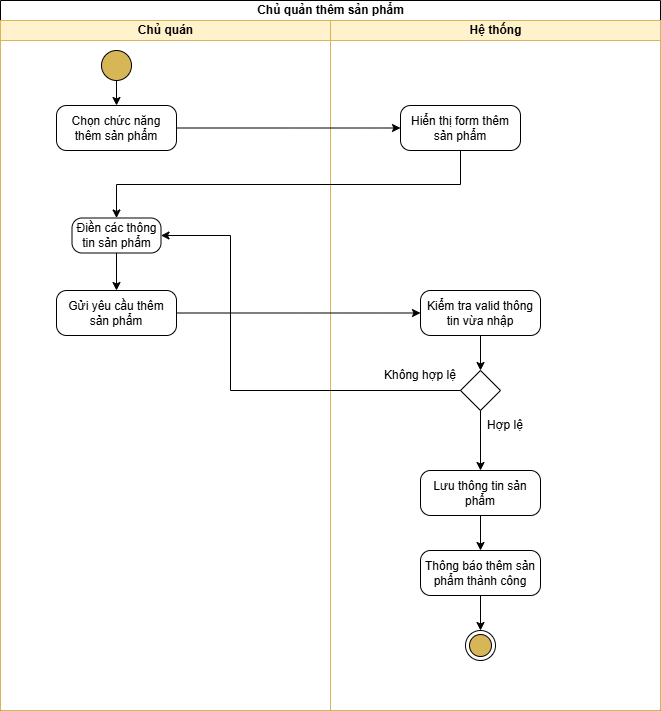 Chủ quán thêm sản phẩm
Chủ quán
Hệ thống
Chọn chức năng
thêm sản phẩm
Hiển thị form thêm
sản phẩm
Điền các thông
tin sản phẩm
Gửi yêu cầu thêm
sản phẩm
Kiểm tra valid thông
tin vừa nhập
Không hợp lệ
Hợp lệ
Lưu thông tin sản
phẩm
Thông báo thêm sản
phẩm thành công